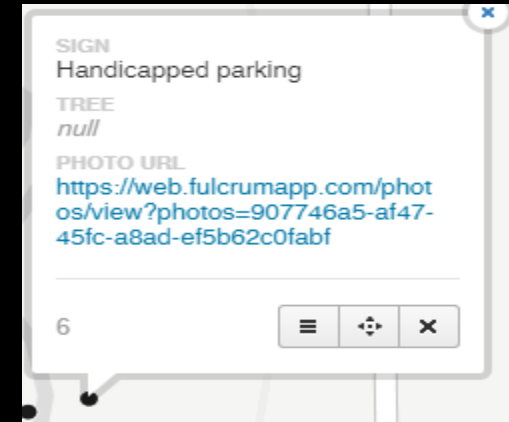 SIGN
Handicapped parking
TREE
null
PHOTO URL
https://web.fulcrumapp.com/phot
os/view?photos=907746a5-af47-
45fc-a8ad-ef5b62c0fabf
6